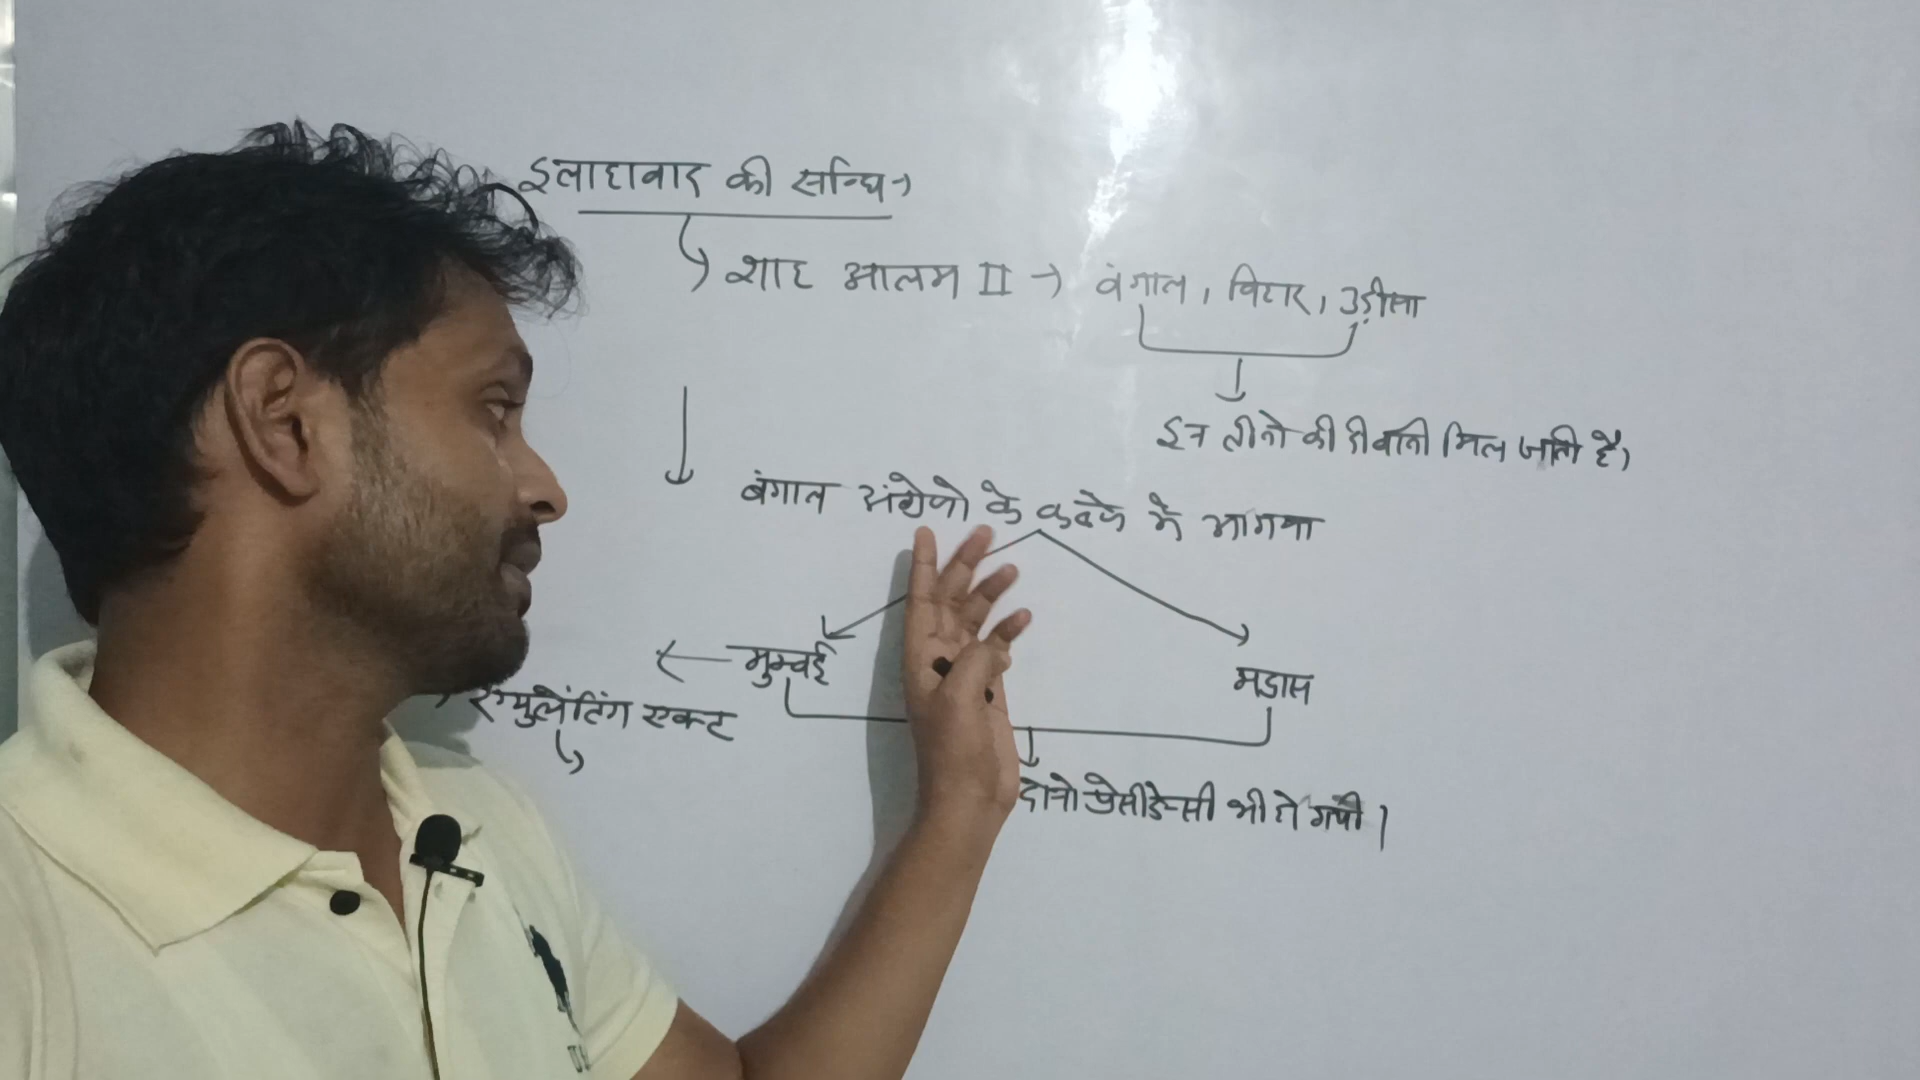 इलाहाबाद की सन्धि→
शाह आलम II → बंगाल, बिहार, उड़ीसा
इन तीनो की दीवानी मिल जाती है।
बंगाल अंग्रेजो के कब्जे में आगया
मुम्बई
मद्रास
रेग्युलेंटिंग एक्ट
दोनो प्रेसीडेन्सी भी हो गयी।